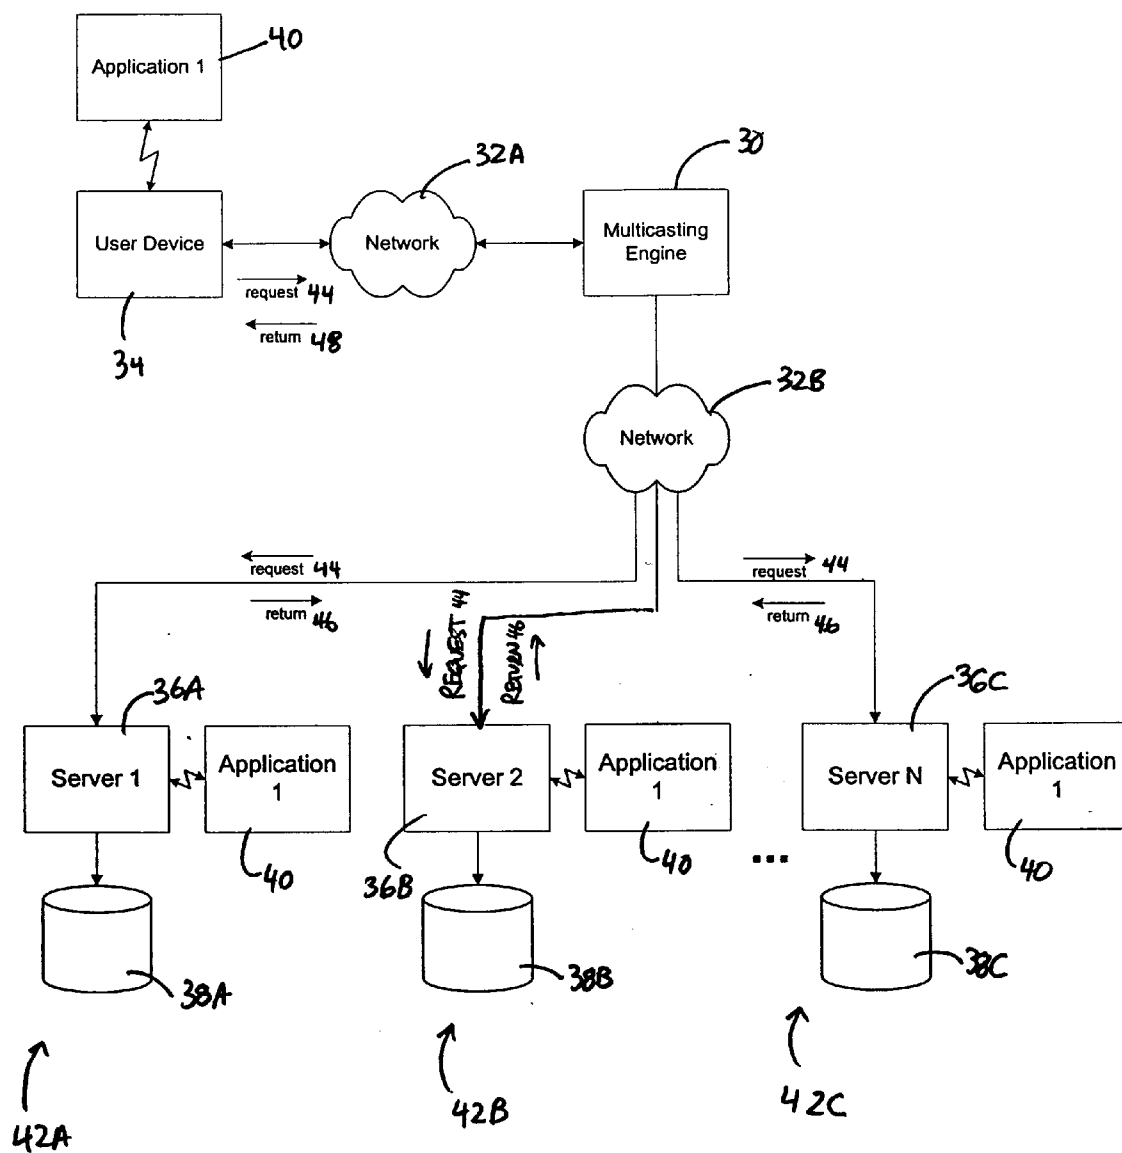 40
Application 1
32A
30
User Device
Network
Multicasting
Engine
request 44
return 48
34
32B
Network
request 44
return 46
REQUEST 44
RETURN 46
request 44
return 46
36A
36C
Server 1
Application
1
Server 2
Application
1
Server N
Application
1
40
36B
40
...
40
38A
38B
38C
42A
42B
42C